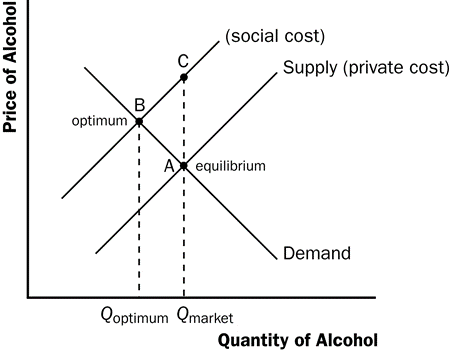 Price of Alcohol
(social cost)
C
Supply (private cost)
B
optimum
A
equilibrium
Demand
Qoptimum
Qmarket
Quantity of Alcohol